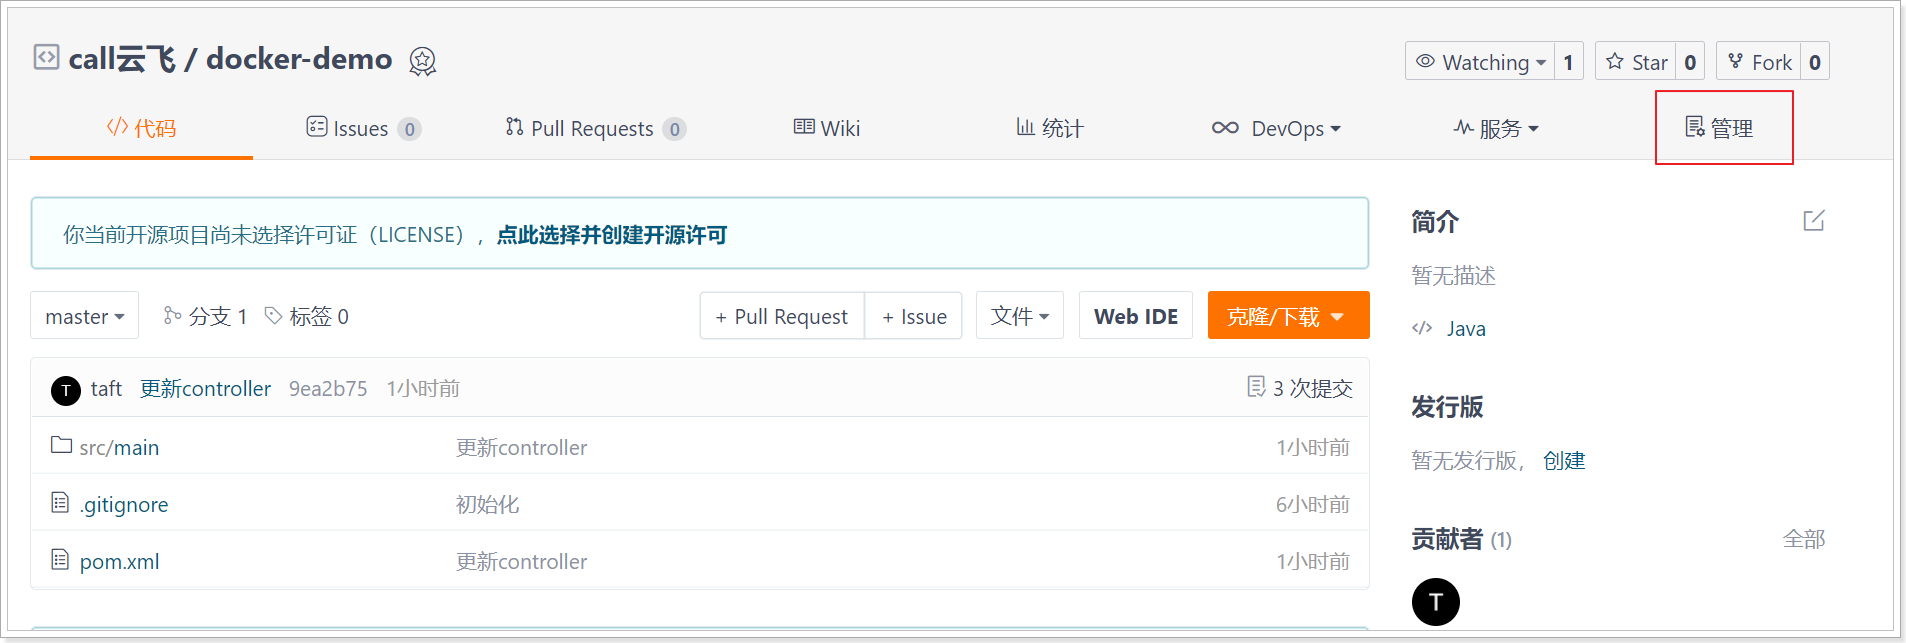 call云飞 / docker-demo
Watching 1 Star 0 Fork 0
代码 Issues 0 Pull Requests 0 Wiki 统计 DevOps 服务 管理
你当前开源项目尚未选择许可证（LICENSE），点此选择并创建开源许可
master 分支 1 标签 0 + Pull Request + Issue 文件 Web IDE 克隆/下载
T taft 更新controller 9ea2b75 1小时前 3 次提交
src/main 更新controller 1小时前
.gitignore 初始化 6小时前
pom.xml 更新controller 1小时前
简介
暂无描述
Java
发行版
暂无发行版， 创建
贡献者 (1) 全部
T